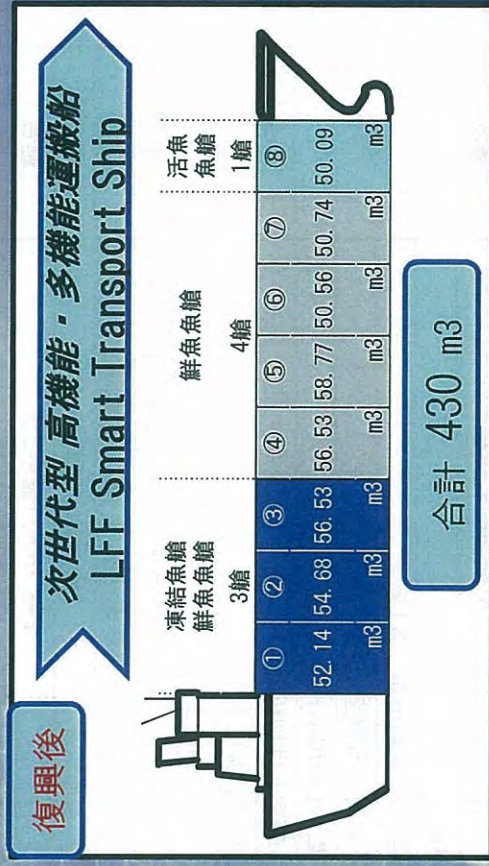 復興後
次世代型 高機能・多機能運搬船
LFF Smart Transport Ship
凍結魚艙
鮮魚魚艙
3艙
鮮魚魚艙
4艙
活魚
魚艙
1艙
① ② ③ ④ ⑤ ⑥ ⑦ ⑧
52.14 54.68 56.53 56.53 58.77 50.56 50.74 50.09
m3 m3 m3 m3 m3 m3 m3 m3
合計 430 m3